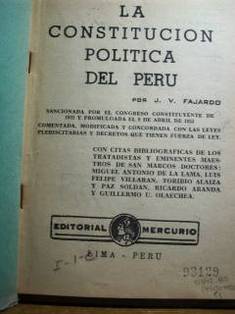 LA
CONSTITUCION
POLITICA
DEL PERU
POR J. V. FAJARDO
SANCIONADA POR EL CONGRESO CONSTITUYENTE DE
1933 Y PROMULGADA EL 9 DE ABRIL DE 1933
COMENTADA, MODIFICADA Y CONCORDADA CON LAS LEYES
PLEBISCITARIAS Y DECRETOS QUE TIENEN FUERZA DE LEY.
CON CITAS BIBLIOGRAFICAS DE LOS
TRATADISTAS Y EMINENTES MAES-
TROS DE SAN MARCOS DOCTORES:
MIGUEL ANTONIO DE LA LAMA, LUIS
FELIPE VILLARAN, TORIBIO ALAIZA
Y PAZ SOLDAN, RICARDO ARANDA
Y GUILLERMO U. OLAECHEA.
EDITORIAL MERCURIO
LIMA - PERU
93129